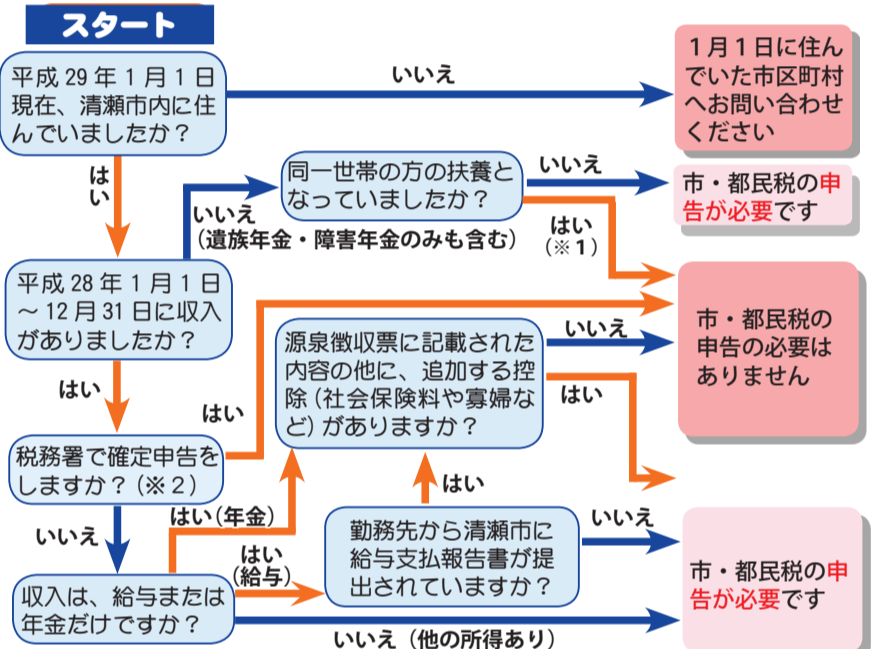 スタート
平成 29 年 1 月 1 日
現在、清瀬市内に住
んでいましたか？
いいえ
１月１日に住ん
でいた市区町村
へお問い合わせ
ください
はい
同一世帯の方の扶養と
なっていましたか？
いいえ
市・都民税の申
告が必要です
いいえ
（遺族年金・障害年金のみも含む）
はい
（※１）
平成 28 年 1 月 1 日
～ 12 月 31 日に収入
がありましたか？
市・都民税の
申告の必要は
ありません
源泉徴収票に記載された
内容の他に、追加する控
除（社会保険料や寡婦な
ど）がありますか？
いいえ
はい
はい
はい
税務署で確定申告を
しますか？（※２）
いいえ
はい（年金）
はい
（給与）
はい
勤務先から清瀬市に
給与支払報告書が提
出されていますか？
いいえ
市・都民税の申
告が必要です
収入は、給与または
年金だけですか？
いいえ（他の所得あり）